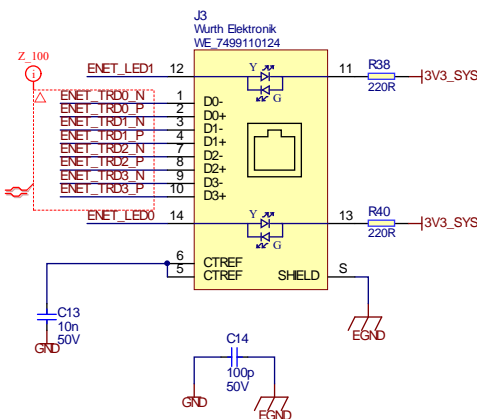 J3
Wurth Elektronik
WE_7499110124
Z_100
i
ENET_LED1 12 Y G 11 R38 220R 3V3_SYS
ENET_TRD0_N 1 D0-
ENET_TRD0_P 2 D0+
ENET_TRD1_N 3 D1-
ENET_TRD1_P 4 D1+
ENET_TRD2_N 7 D2-
ENET_TRD2_P 8 D2+
ENET_TRD3_N 9 D3-
ENET_TRD3_P 10 D3+
ENET_LED0 14 Y G 13 R40 220R 3V3_SYS
6 CTREF
5 CTREF SHIELD S
C13
10n
50V
GND
EGND
C14
100p
50V
GND
EGND